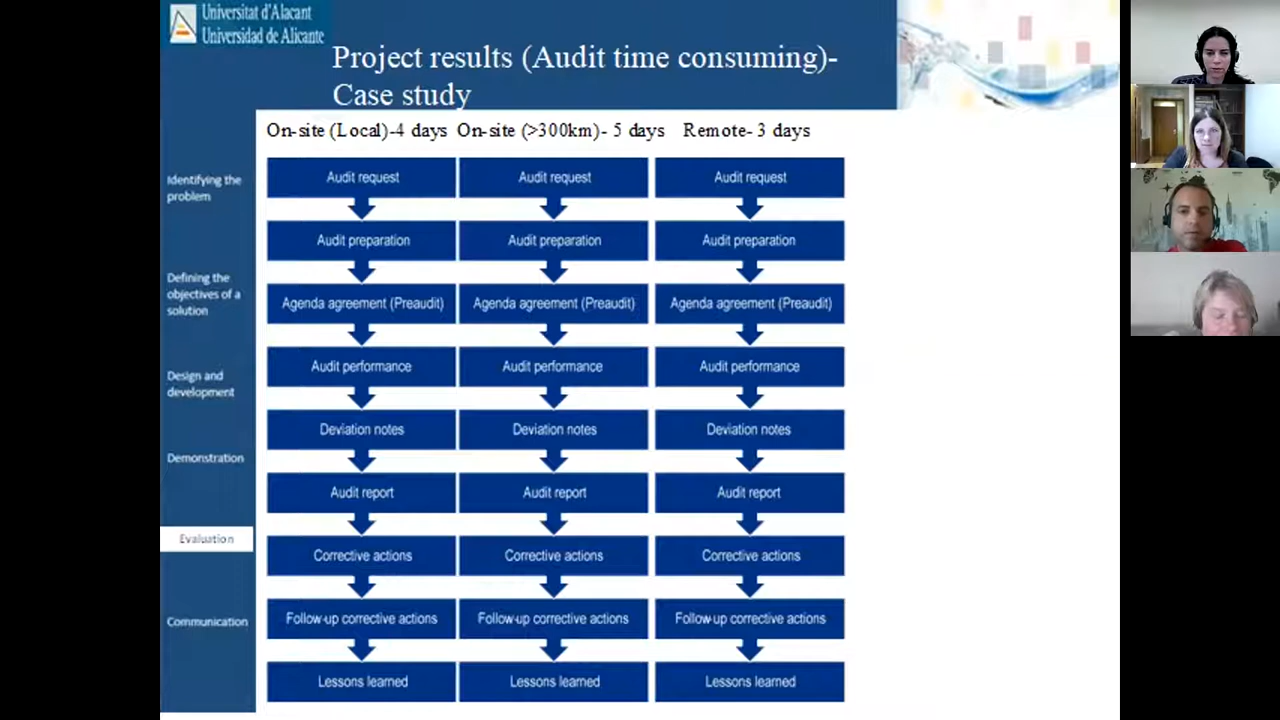 Universitat d'Alacant
Universidad de Alicante
Project results (Audit time consuming)-
Case study
On-site (Local)-4 days On-site (>300km)- 5 days Remote- 3 days
Identifying the
problem
Defining the
objectives of a
solution
Design and
development
Demonstration
Evaluation
Communication
Audit request Audit request Audit request
Audit preparation Audit preparation Audit preparation
Agenda agreement (Preaudit) Agenda agreement (Preaudit) Agenda agreement (Preaudit)
Audit performance Audit performance Audit performance
Deviation notes Deviation notes Deviation notes
Audit report Audit report Audit report
Corrective actions Corrective actions Corrective actions
Follow-up corrective actions Follow-up corrective actions Follow-up corrective actions
Lessons learned Lessons learned Lessons learned